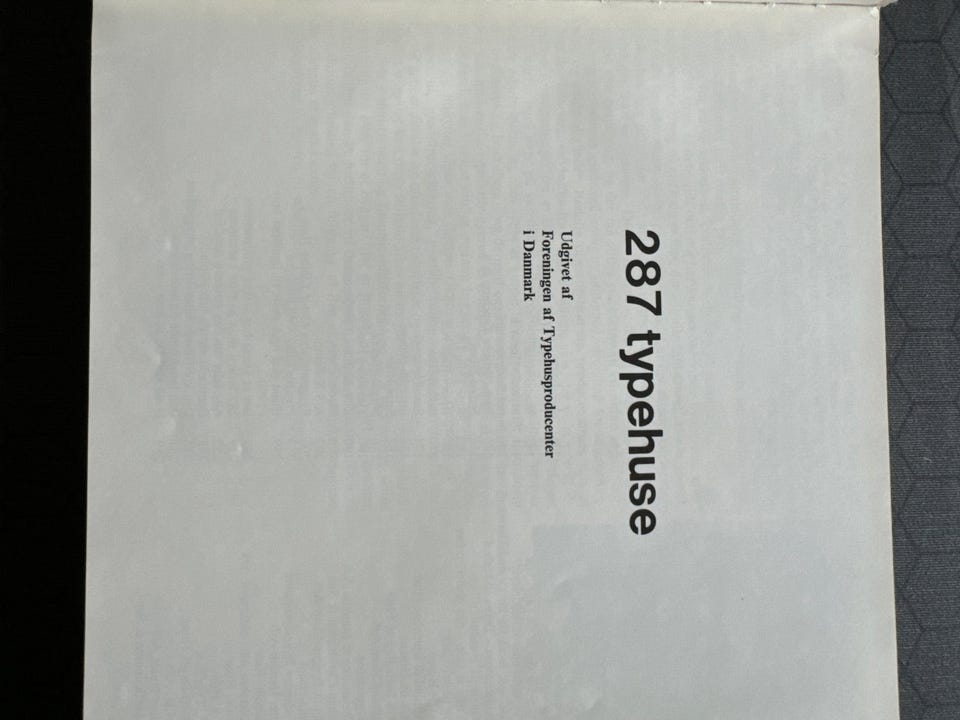 287 typehuse
Udgivet af
Foreningen af Typehusproducenter
i Danmark